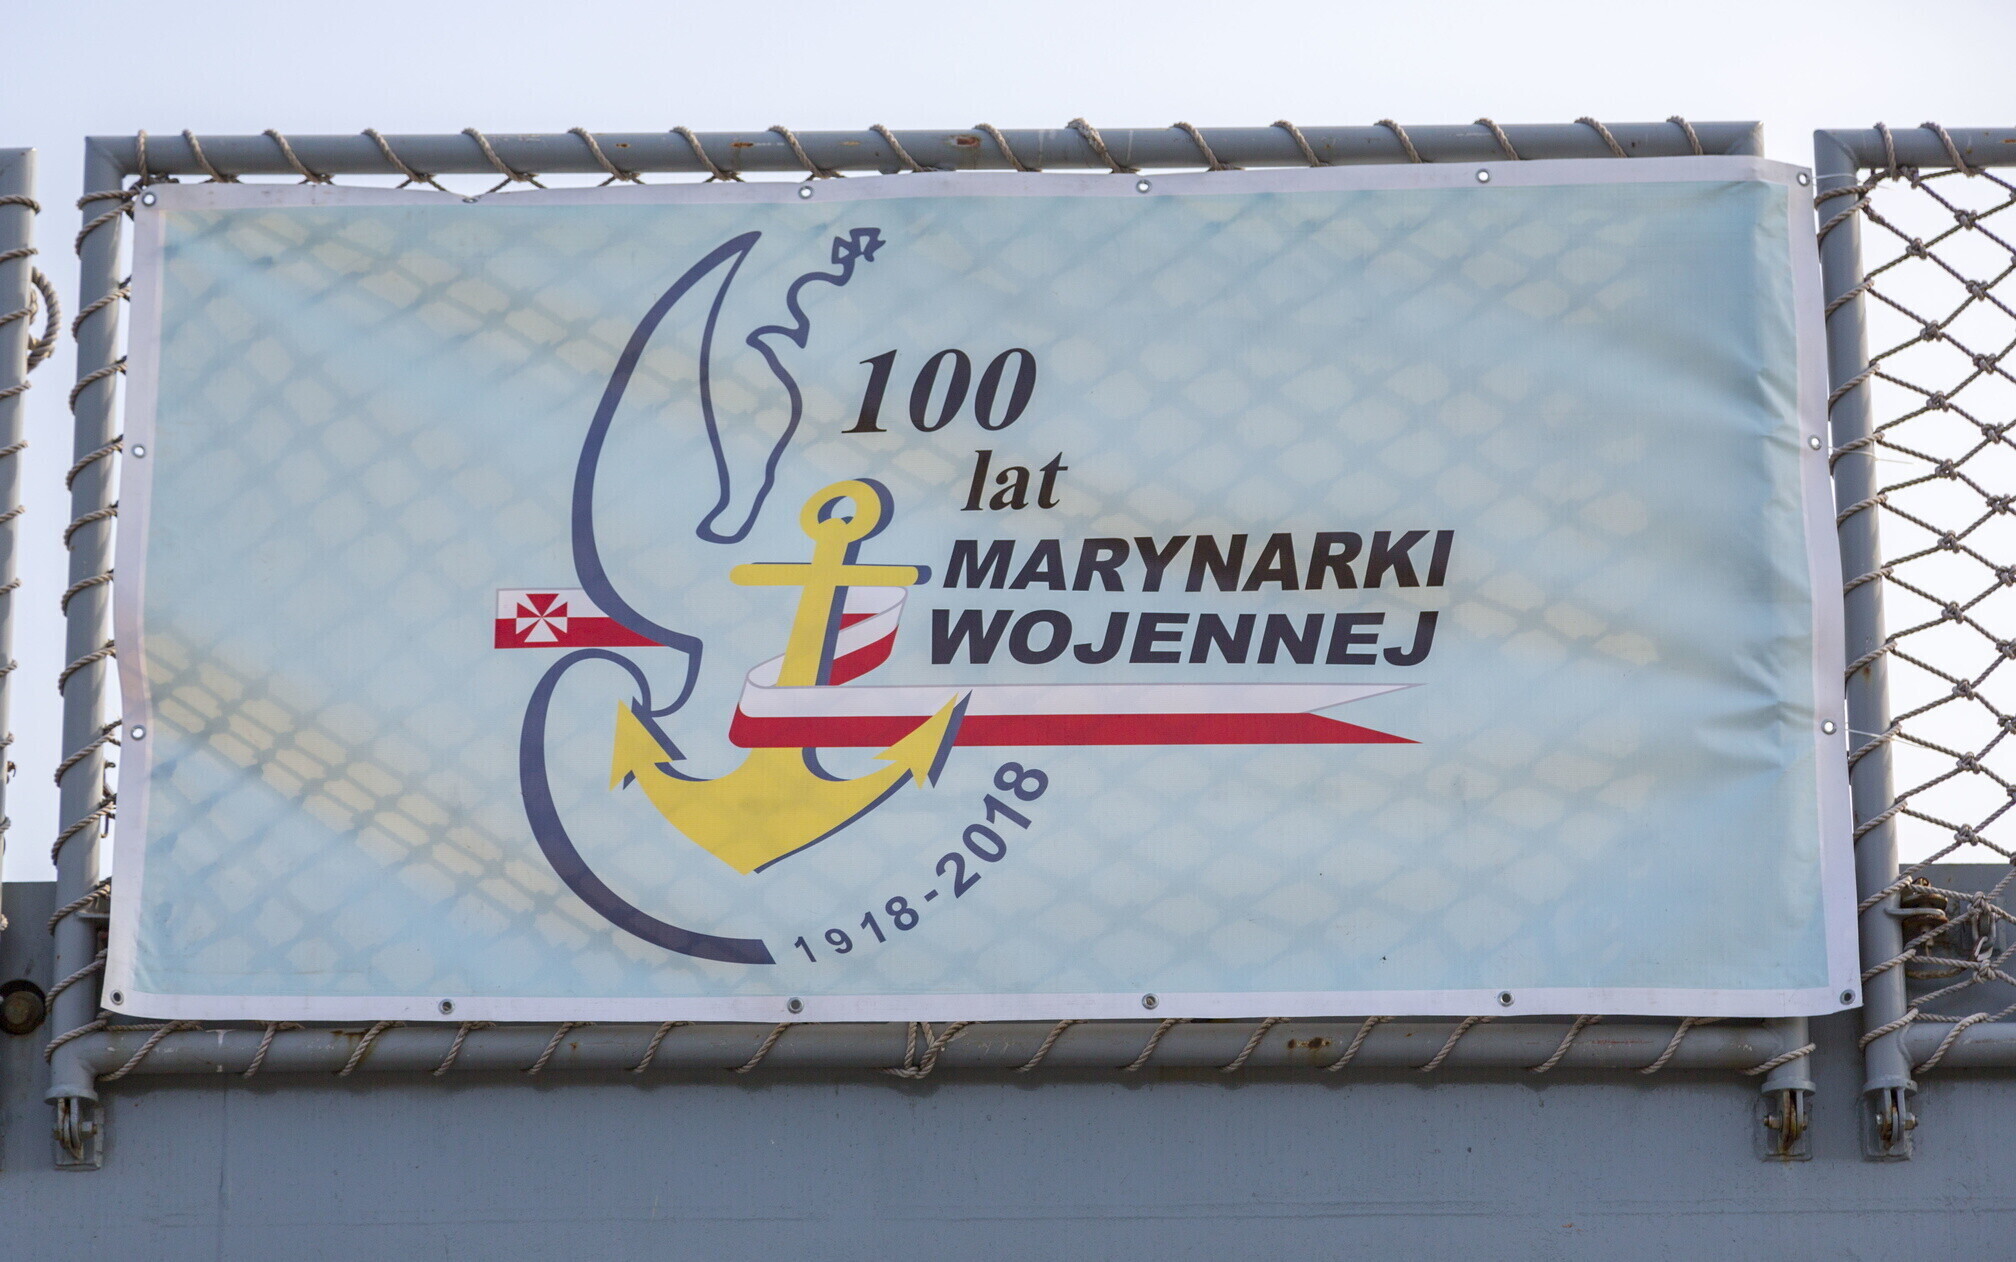 100
lat
MARYNARKI
WOJENNEJ
1918-2018